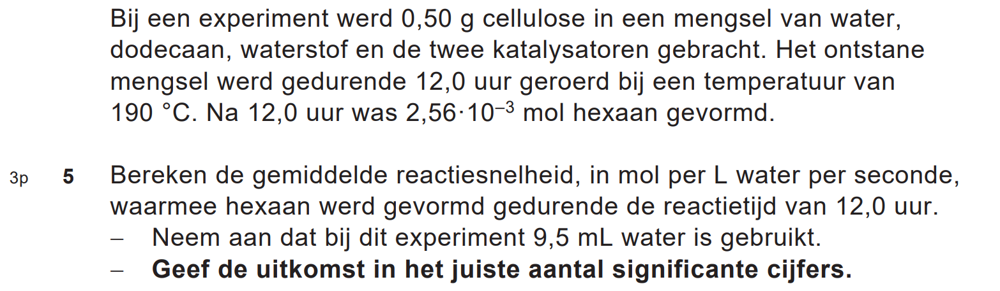 Bij een experiment werd 0,50 g cellulose in een mengsel van water,
dodecaan, waterstof en de twee katalysatoren gebracht. Het ontstane
mengsel werd gedurende 12,0 uur geroerd bij een temperatuur van
190 °C. Na 12,0 uur was 2,56·10⁻³ mol hexaan gevormd.
3p 5 Bereken de gemiddelde reactiesnelheid, in mol per L water per seconde,
waarmee hexaan werd gevormd gedurende de reactietijd van 12,0 uur.
– Neem aan dat bij dit experiment 9,5 mL water is gebruikt.
– Geef de uitkomst in het juiste aantal significante cijfers.